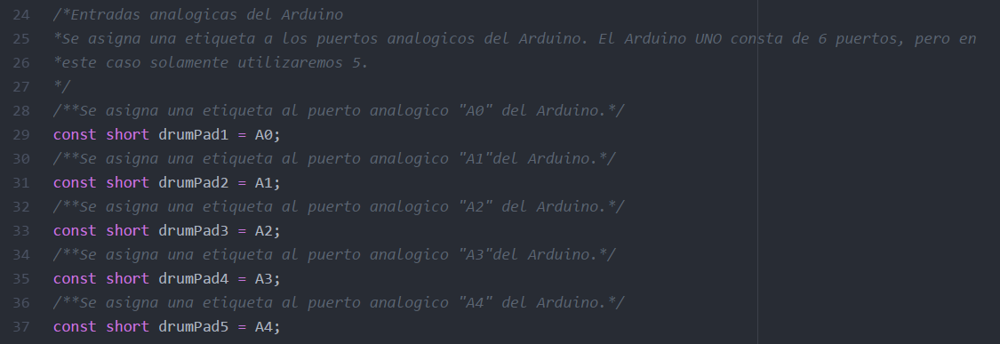 24 /*Entradas analogicas del Arduino
25 *Se asigna una etiqueta a los puertos analogicos del Arduino. El Arduino UNO consta de 6 puertos, pero en
26 *este caso solamente utilizaremos 5.
27 */
28 /**Se asigna una etiqueta al puerto analogico "A0" del Arduino.*/
29 const short drumPad1 = A0;
30 /**Se asigna una etiqueta al puerto analogico "A1"del Arduino.*/
31 const short drumPad2 = A1;
32 /**Se asigna una etiqueta al puerto analogico "A2" del Arduino.*/
33 const short drumPad3 = A2;
34 /**Se asigna una etiqueta al puerto analogico "A3"del Arduino.*/
35 const short drumPad4 = A3;
36 /**Se asigna una etiqueta al puerto analogico "A4" del Arduino.*/
37 const short drumPad5 = A4;